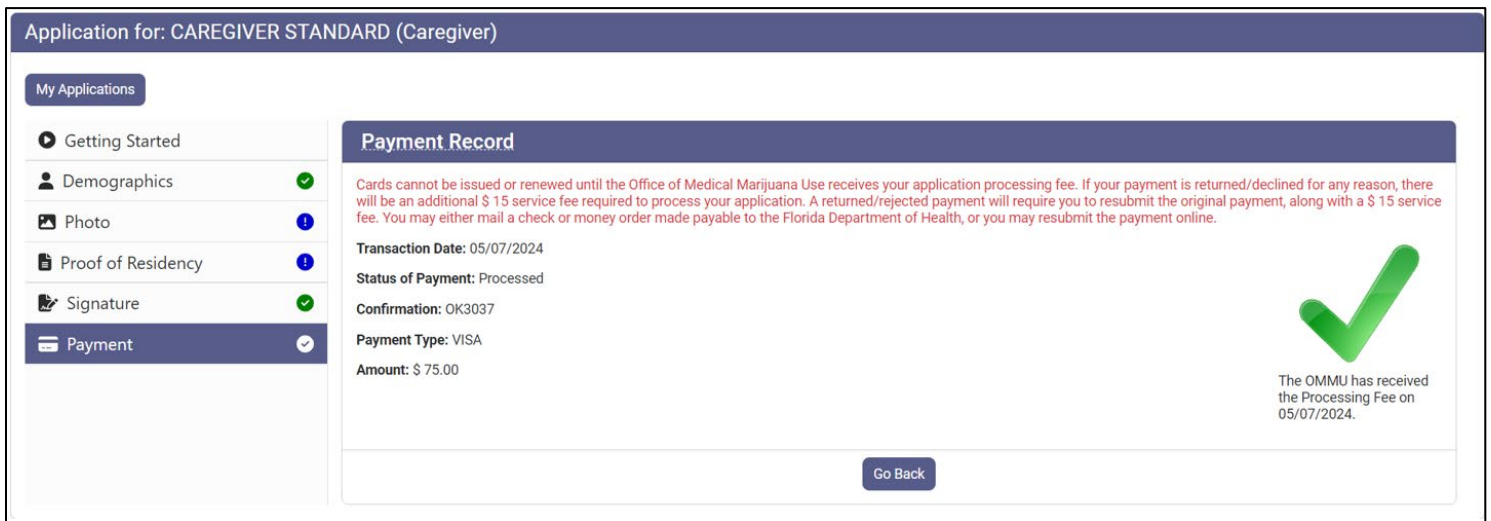 Application for: CAREGIVER STANDARD (Caregiver)
My Applications
Getting Started
Demographics
Photo
Proof of Residency
Signature
Payment
Payment Record
Cards cannot be issued or renewed until the Office of Medical Marijuana Use receives your application processing fee. If your payment is returned/declined for any reason, there
will be an additional $ 15 service fee required to process your application. A returned/rejected payment will require you to resubmit the original payment, along with a $ 15 service
fee. You may either mail a check or money order made payable to the Florida Department of Health, or you may resubmit the payment online.
Transaction Date: 05/07/2024
Status of Payment: Processed
Confirmation: OK3037
Payment Type: VISA
Amount: $ 75.00
The OMMU has received
the Processing Fee on
05/07/2024.
Go Back